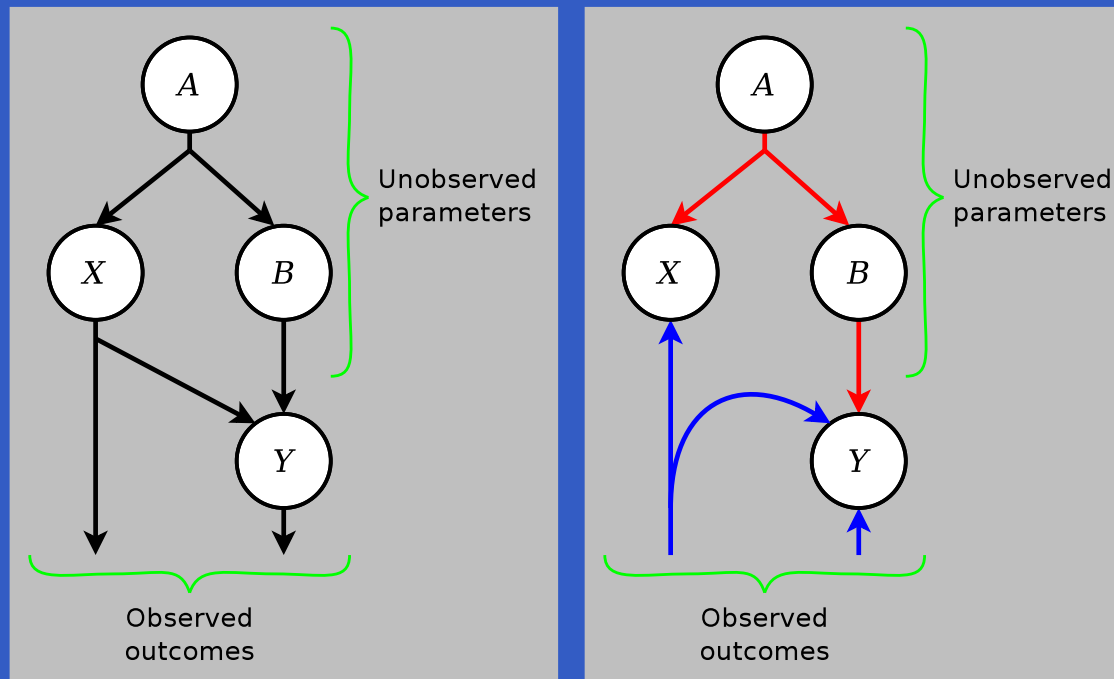 A
Unobserved
parameters
X
B
Y
Observed
outcomes
A
Unobserved
parameters
X
B
Y
Observed
outcomes